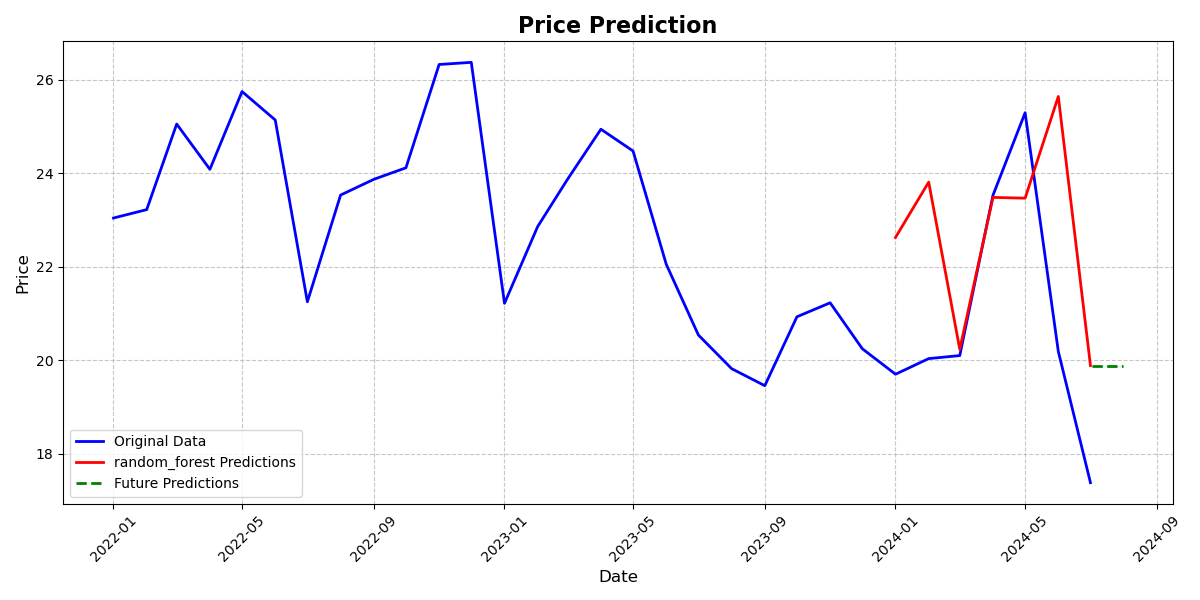 Price Prediction
26
24
22
20
18
Price
Original Data
random_forest Predictions
Future Predictions
2022-01
2022-05
2022-09
2023-01
2023-05
2023-09
2024-01
2024-05
2024-09
Date